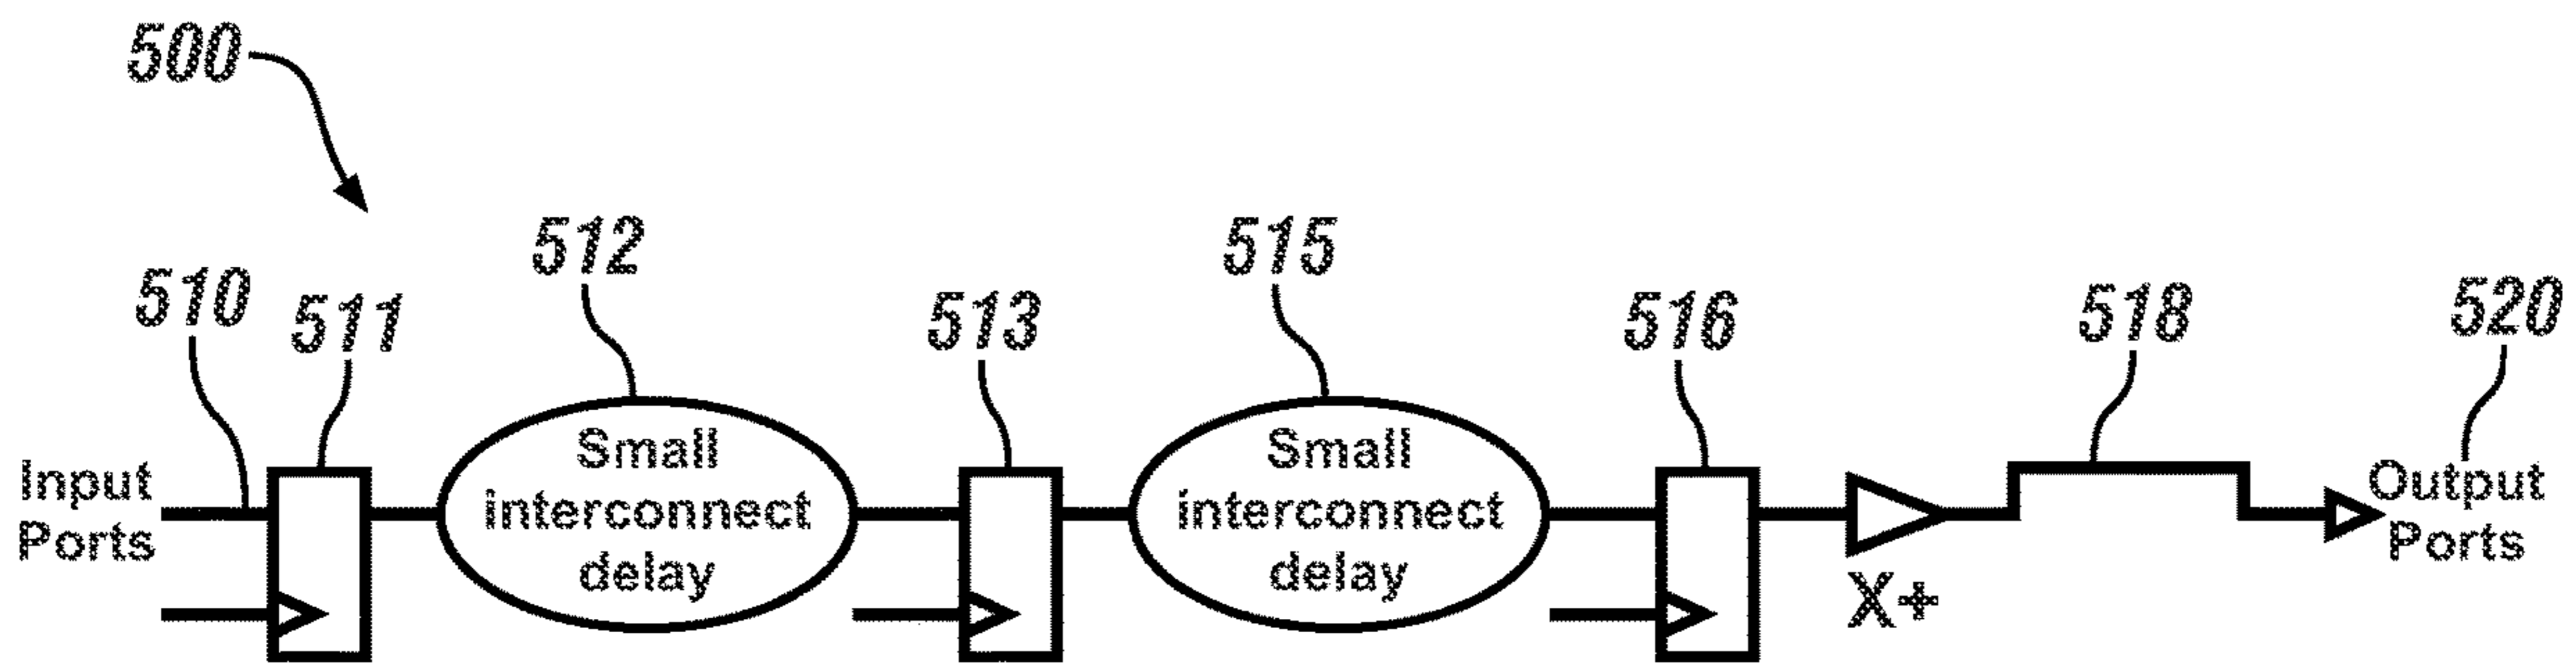 500
510
511
512
513
515
516
518
520
Input
Ports
Small
interconnect
delay
Small
interconnect
delay
X+
Output
Ports